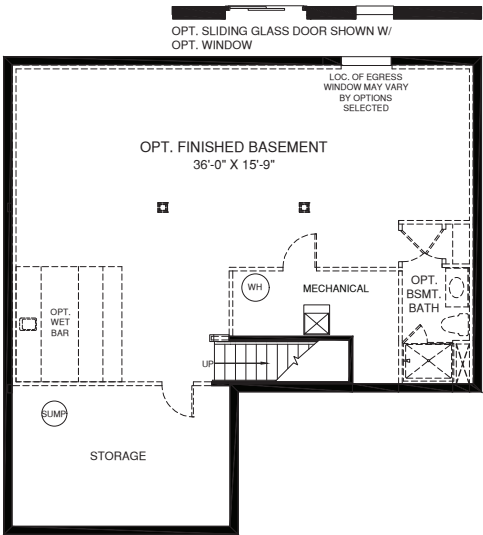 OPT. SLIDING GLASS DOOR SHOWN W/
OPT. WINDOW
LOC. OF EGRESS
WINDOW MAY VARY
BY OPTIONS
SELECTED
OPT. FINISHED BASEMENT
36'-0" X 15'-9"
WH
MECHANICAL
OPT.
BSMT.
BATH
OPT.
WET
BAR
UP
SUMP
STORAGE